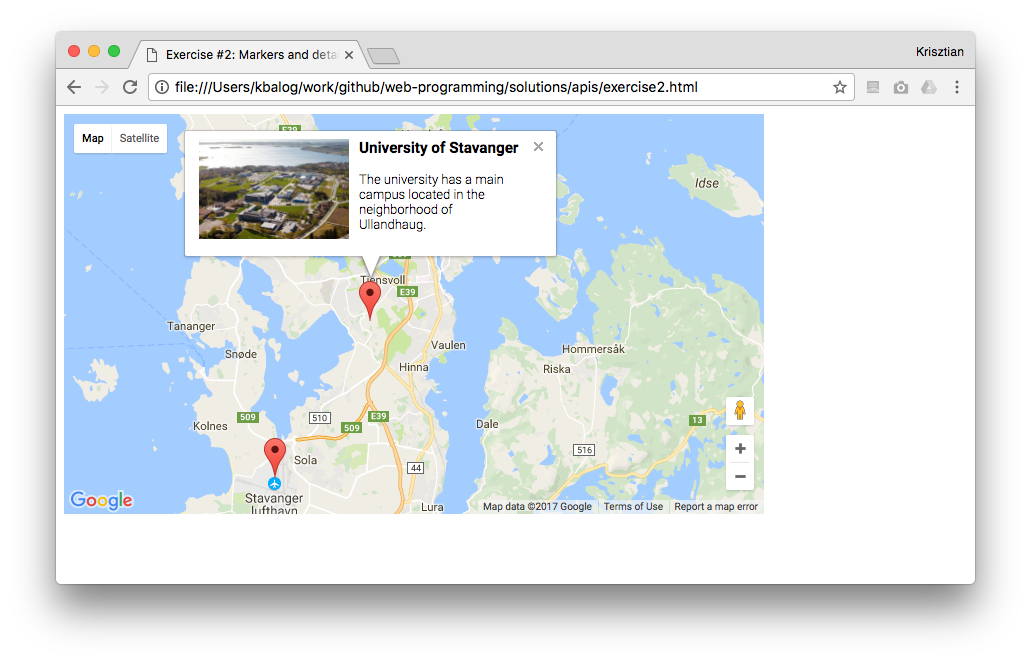 Exercise #2: Markers and deta
Krisztian
file:///Users/kbalog/work/github/web-programming/solutions/apis/exercise2.html
Map Satellite
E39
University of Stavanger
The university has a main
campus located in the
neighborhood of
Ullandhaug.
Idse
Tjensvoll
E39
Tananger
Vaulen
Snøde
Hommersåk
Hinna
Riska
509
510
E39
13
Kolnes
509
Dale
516
Sola
44
Stavanger
lufthavn
Lura
Google
Map data ©2017 Google Terms of Use Report a map error